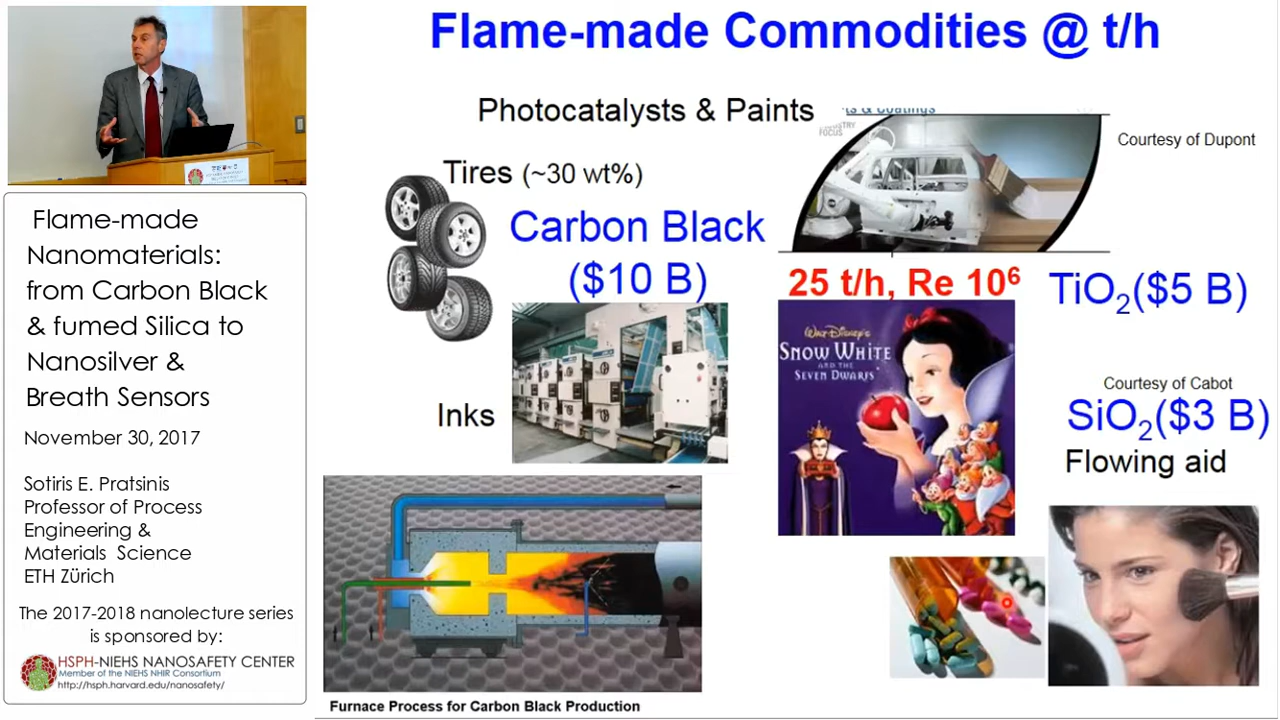 Flame-made Commodities @ t/h
Photocatalysts & Paints
ts & Coatings
FOCUS
Courtesy of Dupont
Tires (~30 wt%)
Carbon Black
($10 B)
25 t/h, Re 10⁶
TiO₂($5 B)
WALT DISNEY'S
SNOW WHITE
AND THE
SEVEN DWARFS
Courtesy of Cabot
SiO₂($3 B)
Flowing aid
Inks
Furnace Process for Carbon Black Production
Flame-made
Nanomaterials:
from Carbon Black
& fumed Silica to
Nanosilver &
Breath Sensors
November 30, 2017
Sotiris E. Pratsinis
Professor of Process
Engineering &
Materials Science
ETH Zürich
The 2017-2018 nanolecture series
is sponsored by:
HSPH-NIEHS NANOSAFETY CENTER
Member of the NIEHS NHIR Consortium
http://hsph.harvard.edu/nanosafety/